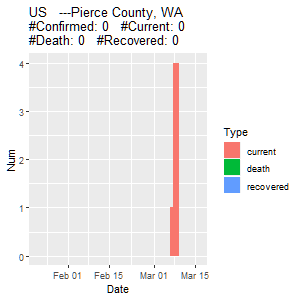 US   ---Pierce County, WA
#Confirmed: 0   #Current: 0
#Death: 0   #Recovered: 0
4
3
2
1
0
Num
Feb 01
Feb 15
Mar 01
Mar 15
Date
Type
current
death
recovered